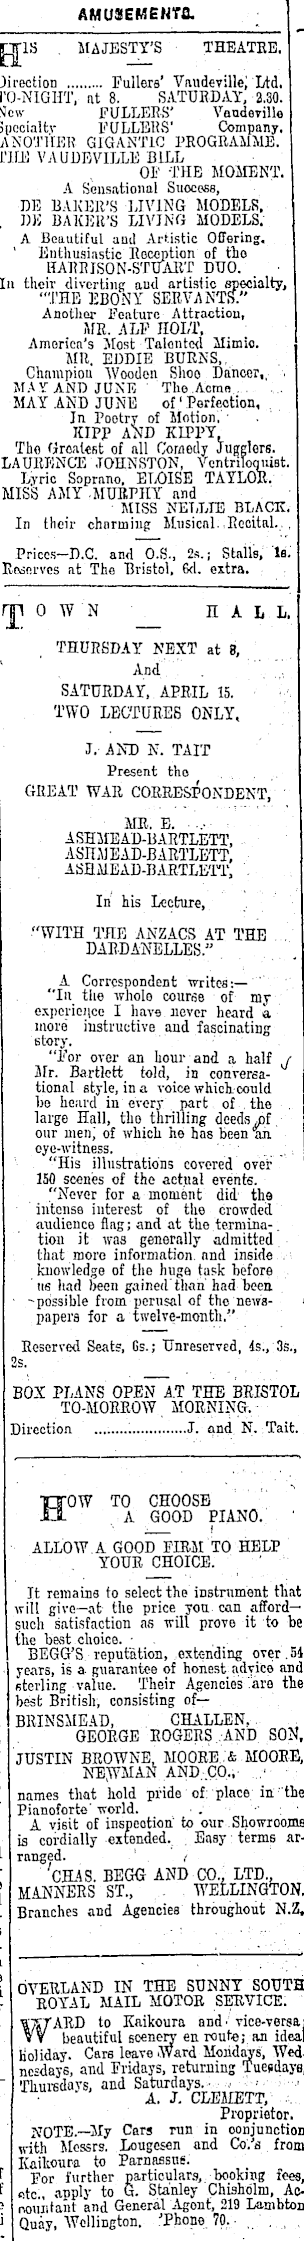 AMUSEMENTS.
HIS MAJESTY'S THEATRE.
Direction ......... Fullers' Vaudeville, Ltd.
TO-NIGHT, at 8. SATURDAY, 2.30.
New FULLERS' Vaudeville
Specialty FULLERS' Company.
ANOTHER GIGANTIC PROGRAMME.
THE VAUDEVILLE BILL
OF THE MOMENT.
A Sensational Success,
DE BAKER'S LIVING MODELS,
DE BAKER'S LIVING MODELS.
A Beautiful and Artistic Offering.
Enthusiastic Reception of the
HARRISON-STUART DUO.
In their diverting and artistic specialty,
"THE EBONY SERVANTS."
Another Feature Attraction,
MR. ALF HOLT,
America's Most Talented Mimic.
MR. EDDIE BURNS,
Champion Wooden Shoe Dancer,
MAY AND JUNE The Acme
MAY AND JUNE of Perfection,
In Poetry of Motion.
KIPP AND KIPPY,
The Greatest of all Comedy Jugglers.
LAURENCE JOHNSTON, Ventriloquist.
Lyric Soprano, ELOISE TAYLOR.
MISS AMY MURPHY and
MISS NELLIE BLACK.
In their charming Musical Recital.
Prices—D.C. and O.S., 2s.; Stalls, 1s.
Reserves at The Bristol, 6d. extra.
TOWN HALL.
THURSDAY NEXT at 8,
And
SATURDAY, APRIL 15.
TWO LECTURES ONLY.
J. AND N. TAIT
Present the
GREAT WAR CORRESPONDENT,
MR. E.
ASHMEAD-BARTLETT,
ASHMEAD-BARTLETT,
ASHMEAD-BARTLETT,
In his Lecture,
"WITH THE ANZACS AT THE
DARDANELLES."
A Correspondent writes:—
"In the whole course of my
experience I have never heard a
more instructive and fascinating
story.
"For over an hour and a half
Mr. Bartlett told, in conversa-
tional style, in a voice which could
be heard in every part of the
large Hall, the thrilling deeds of
our men, of which he has been an
eye-witness.
"His illustrations covered over
150 scenes of the actual events.
"Never for a moment did the
intense interest of the crowded
audience flag; and at the termina-
tion it was generally admitted
that more information and inside
knowledge of the huge task before
us had been gained than had been
possible from perusal of the news-
papers for a twelve-month."
Reserved Seats, 6s.; Unreserved, 4s., 3s.,
2s.
BOX PLANS OPEN AT THE BRISTOL
TO-MORROW MORNING.
Direction ......................J. and N. Tait.
HOW TO CHOOSE
A GOOD PIANO.
ALLOW A GOOD FIRM TO HELP
YOUR CHOICE.
It remains to select the instrument that
will give—at the price you can afford—
such satisfaction as will prove it to be
the best choice.
BEGG'S reputation, extending over 54
years, is a guarantee of honest advice and
sterling value. Their Agencies are the
best British, consisting of—
BRINSMEAD, CHALLEN,
GEORGE ROGERS AND SON,
JUSTIN BROWNE, MOORE & MOORE,
NEWMAN AND CO.,
names that hold pride of place in the
Pianoforte world.
A visit of inspection to our Showrooms
is cordially extended. Easy terms ar-
ranged.
CHAS. BEGG AND CO., LTD.,
MANNERS ST., WELLINGTON.
Branches and Agencies throughout N.Z.
OVERLAND IN THE SUNNY SOUTH
ROYAL MAIL MOTOR SERVICE.
WARD to Kaikoura and vice-versa
beautiful scenery en route; an ideal
holiday. Cars leave Ward Mondays, Wed
nesdays, and Fridays, returning Tuesdays
Thursdays, and Saturdays.
A. J. CLEMETT,
Proprietor.
NOTE.—My Cars run in conjunction
with Messrs. Lougesen and Co.'s from
Kaikoura to Parnassus.
For further particulars, booking fees,
etc., apply to G. Stanley Chisholm, Ac-
countant and General Agent, 219 Lambton
Quay, Wellington. 'Phone 70.